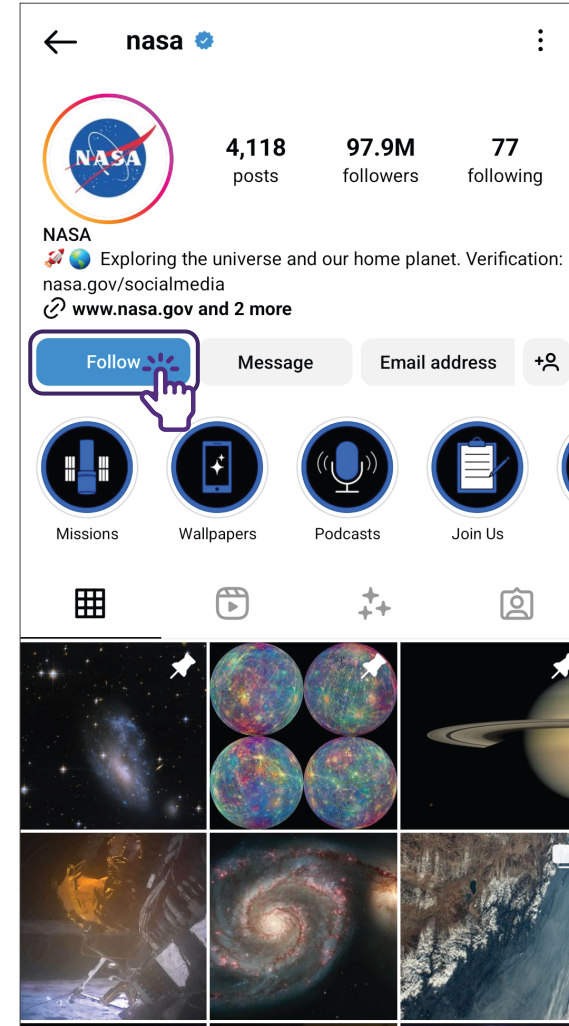 nasa
NASA
4,118 97.9M 77
posts followers following
NASA
🚀 🌎 Exploring the universe and our home planet. Verification:
nasa.gov/socialmedia
www.nasa.gov and 2 more
Follow Message Email address
Missions Wallpapers Podcasts Join Us